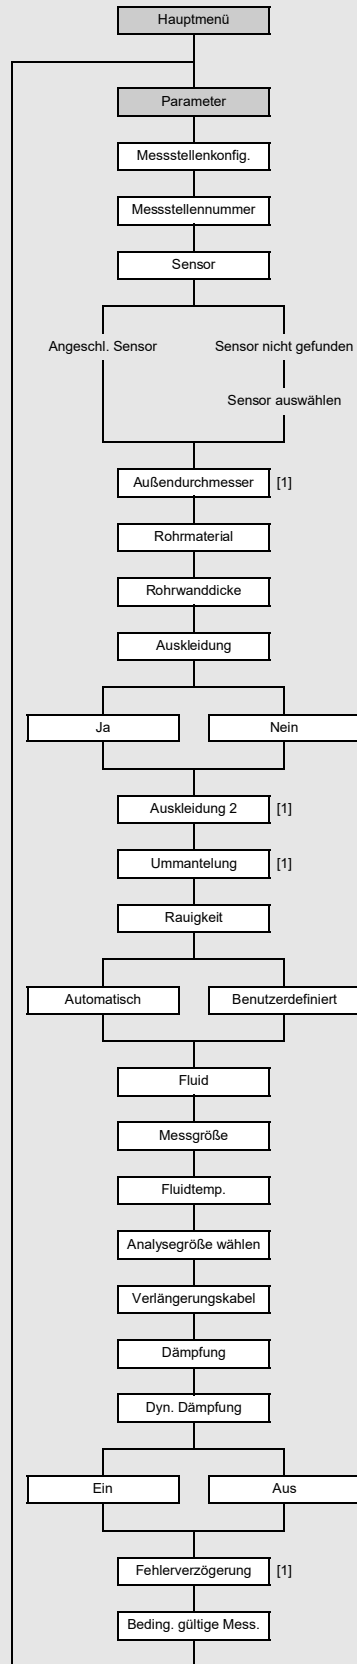 Hauptmenü
Parameter
Messstellenkonfig.
Messstellennummer
Sensor
Angeschl. Sensor
Sensor nicht gefunden
Sensor auswählen
Außendurchmesser [1]
Rohrmaterial
Rohrwanddicke
Auskleidung
Ja
Nein
Auskleidung 2 [1]
Ummantelung [1]
Rauigkeit
Automatisch
Benutzerdefiniert
Fluid
Messgröße
Fluidtemp.
Analysegröße wählen
Verlängerungskabel
Dämpfung
Dyn. Dämpfung
Ein
Aus
Fehlerverzögerung [1]
Beding. gültige Mess.